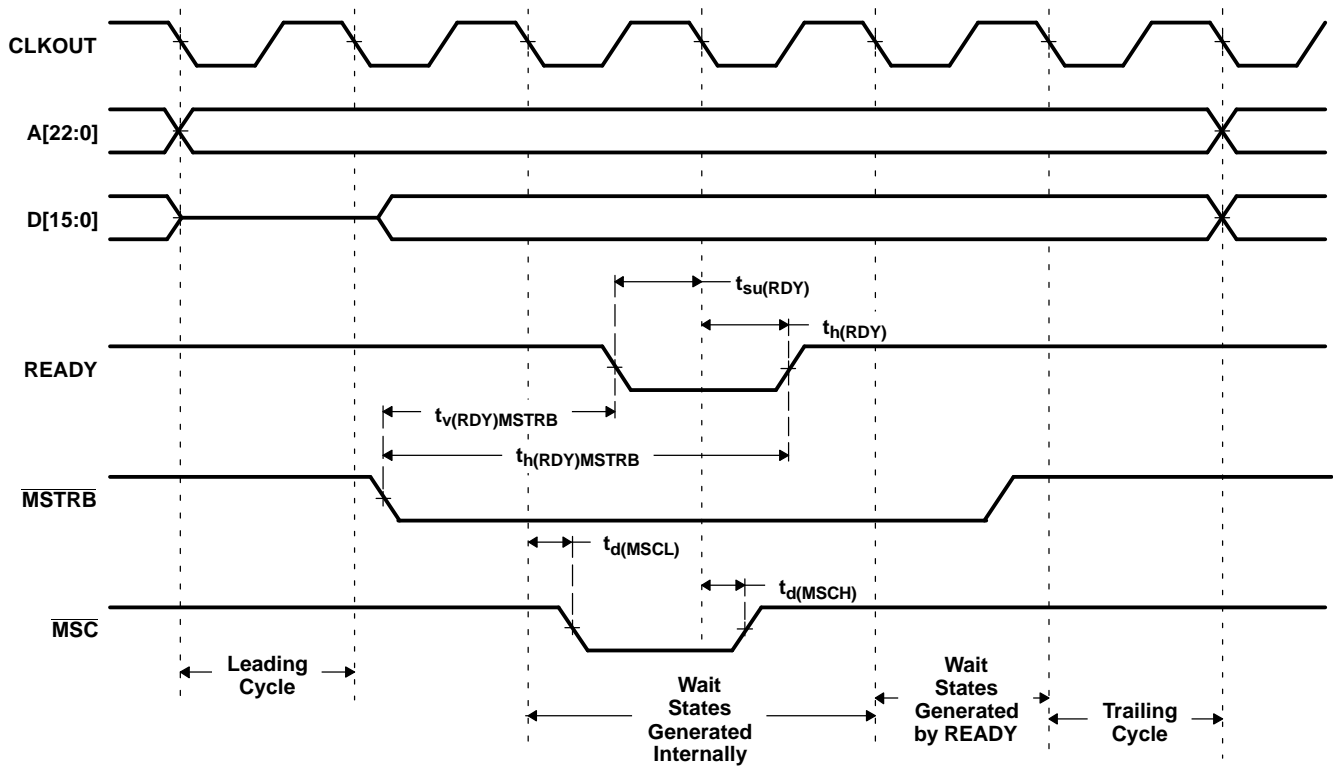 CLKOUT
A[22:0]
D[15:0]
tsu(RDY)
th(RDY)
READY
tv(RDY)MSTRB
th(RDY)MSTRB
MSTRB
td(MSCL)
td(MSCH)
MSC
Leading
Cycle
Wait
States
Generated
Internally
Wait
States
Generated
by READY
Trailing
Cycle